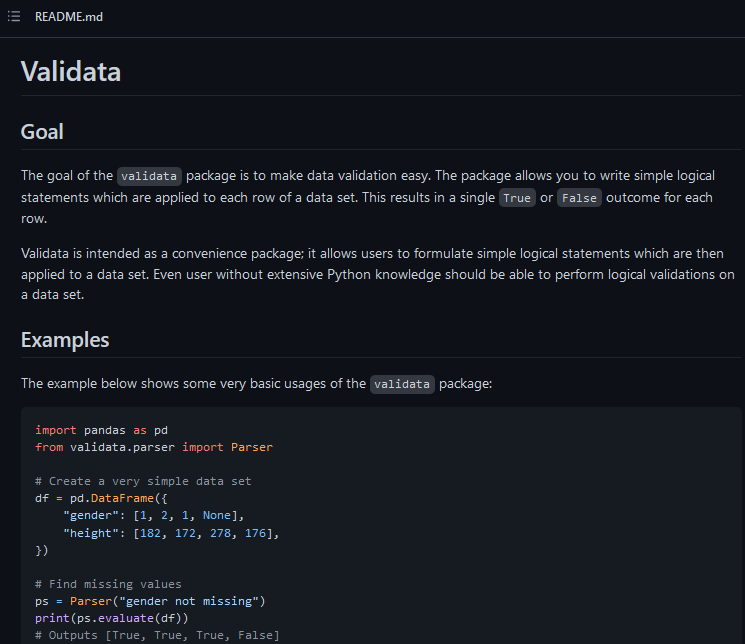 README.md
Validata
Goal
The goal of the validata package is to make data validation easy. The package allows you to write simple logical
statements which are applied to each row of a data set. This results in a single True or False outcome for each
row.
Validata is intended as a convenience package; it allows users to formulate simple logical statements which are then
applied to a data set. Even user without extensive Python knowledge should be able to perform logical validations on
a data set.
Examples
The example below shows some very basic usages of the validata package:
import pandas as pd
from validata.parser import Parser
# Create a very simple data set
df = pd.DataFrame({
    "gender": [1, 2, 1, None],
    "height": [182, 172, 278, 176],
})
# Find missing values
ps = Parser("gender not missing")
print(ps.evaluate(df))
# Outputs [True, True, True, False]